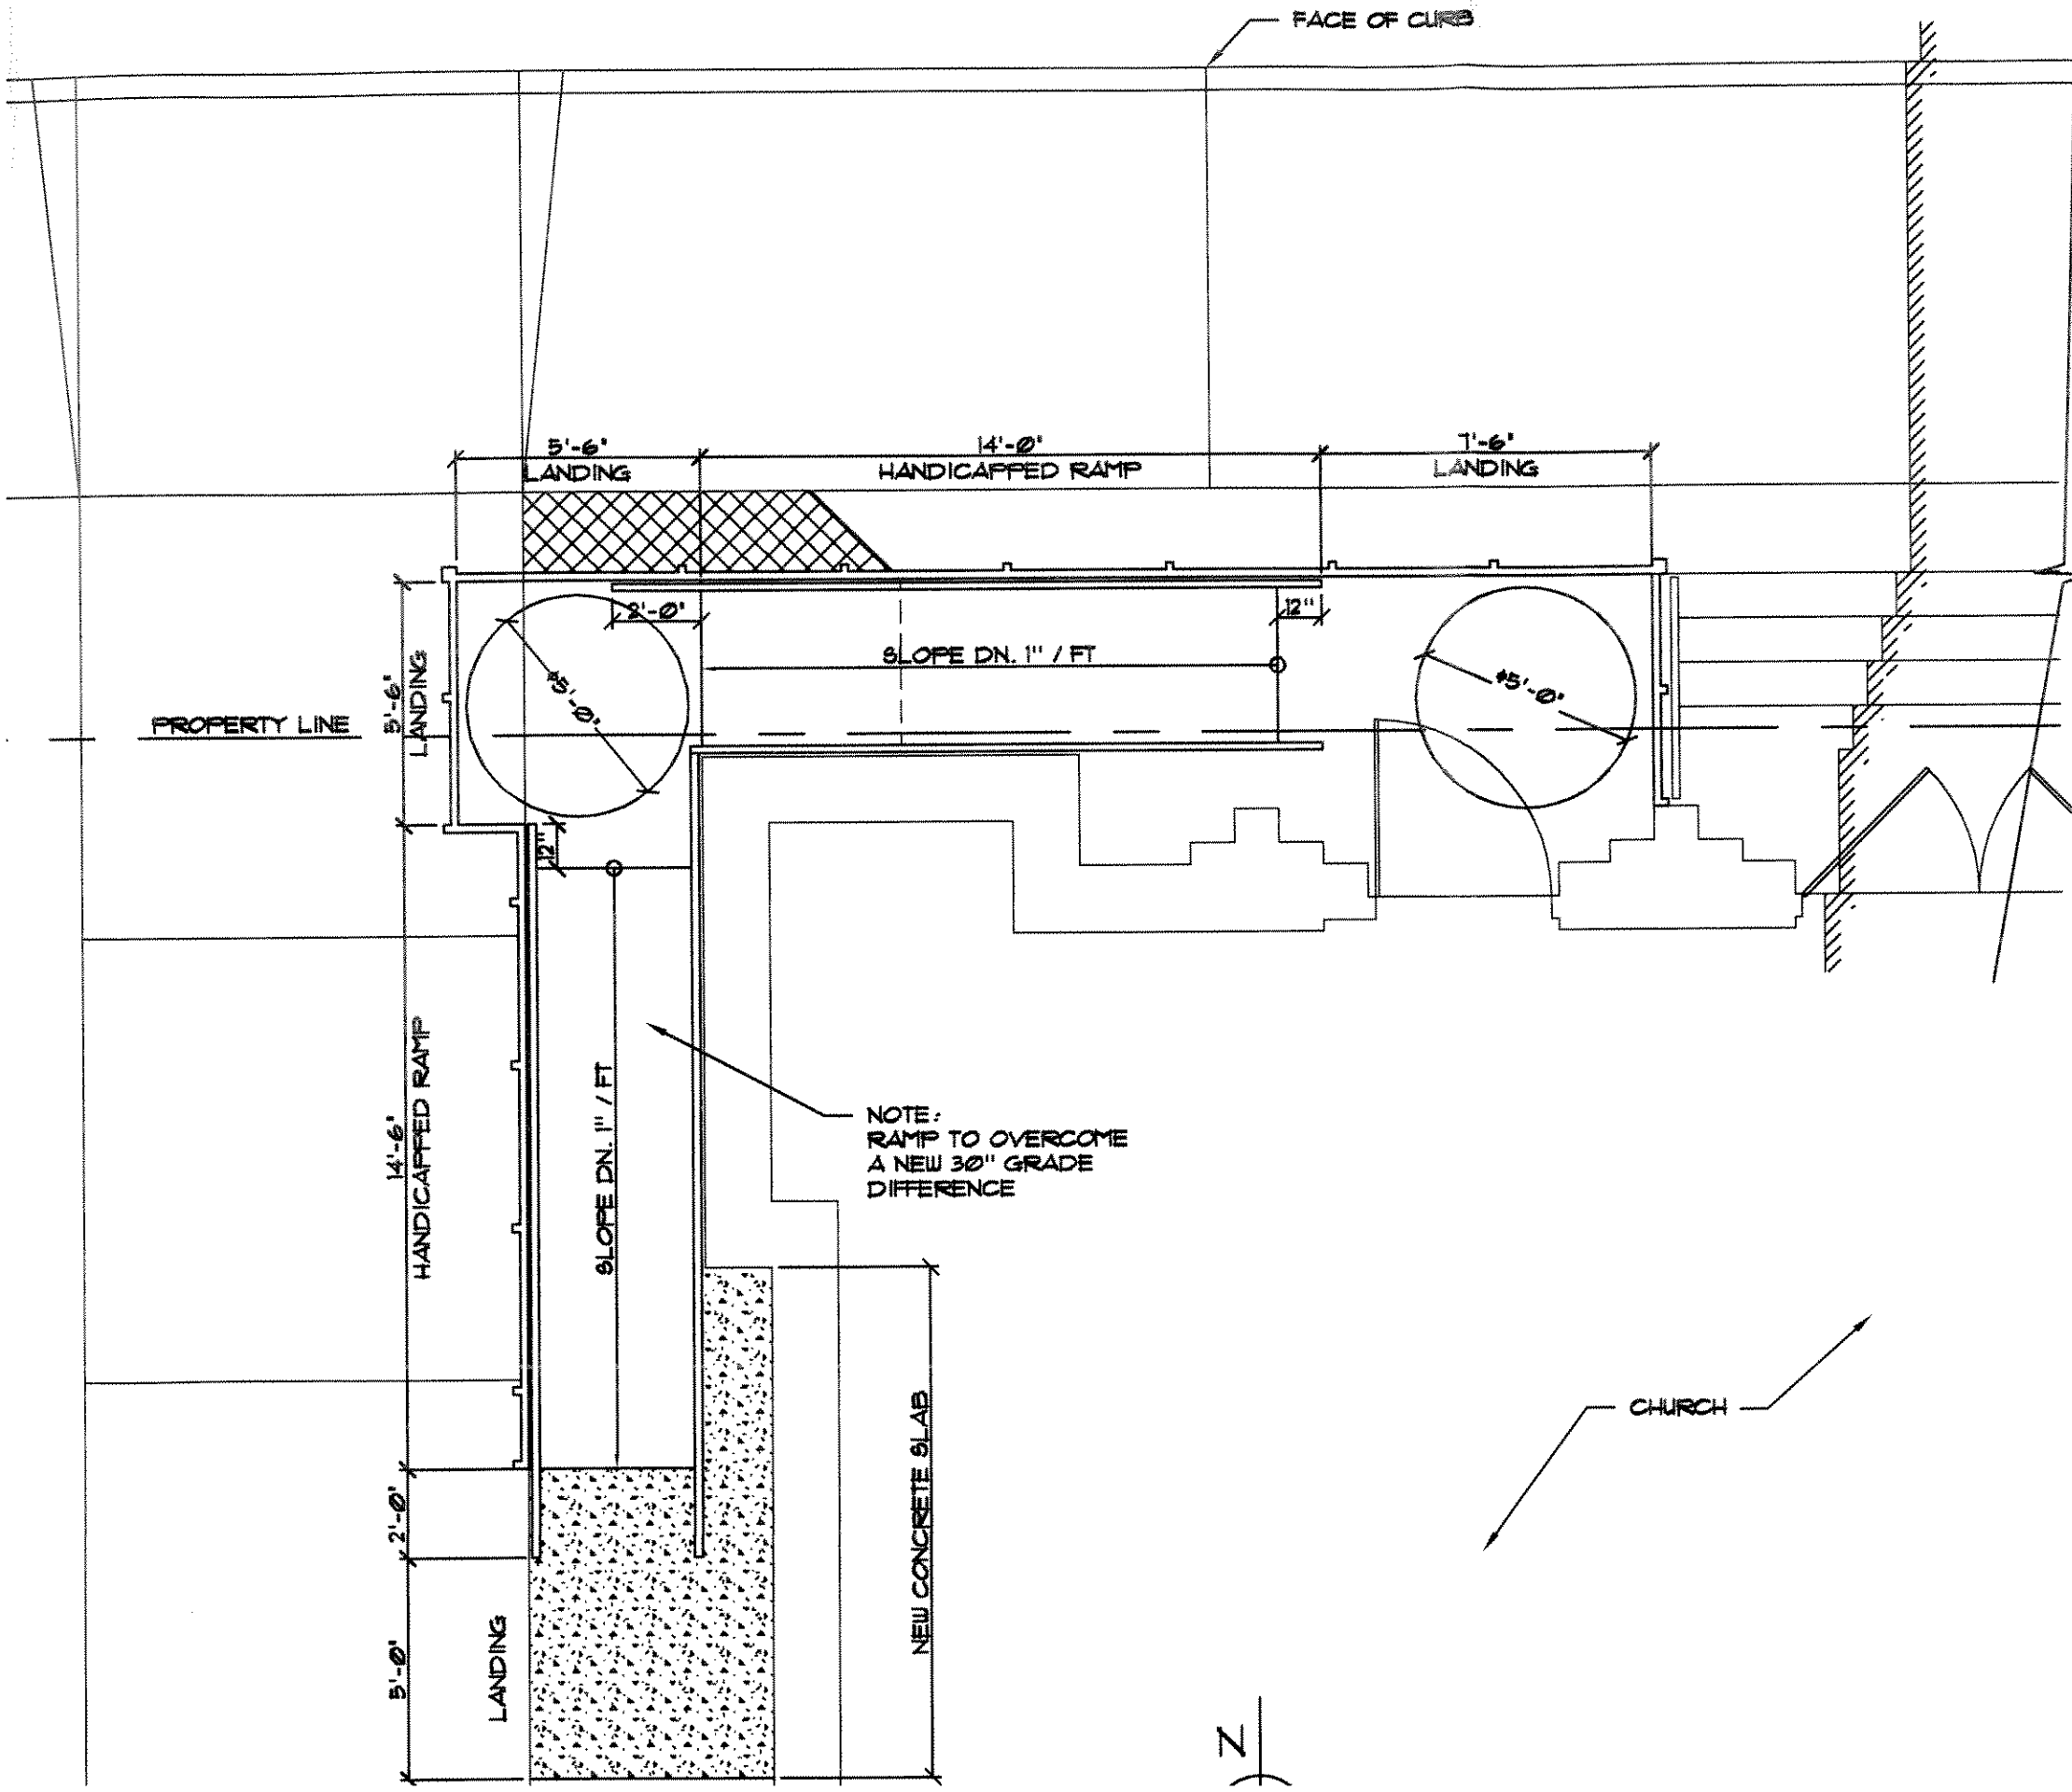 FACE OF CURB
5'-6"
LANDING
14'-0"
HANDICAPPED RAMP
7'-6"
LANDING
2'-0"
12"
SLOPE DN. 1" / FT
5'-6"
LANDING
ø5'-0"
ø5'-0"
PROPERTY LINE
12"
14'-6"
HANDICAPPED RAMP
SLOPE DN. 1" / FT
NOTE:
RAMP TO OVERCOME
A NEW 30" GRADE
DIFFERENCE
CHURCH
NEW CONCRETE SLAB
2'-0"
5'-0"
LANDING
N